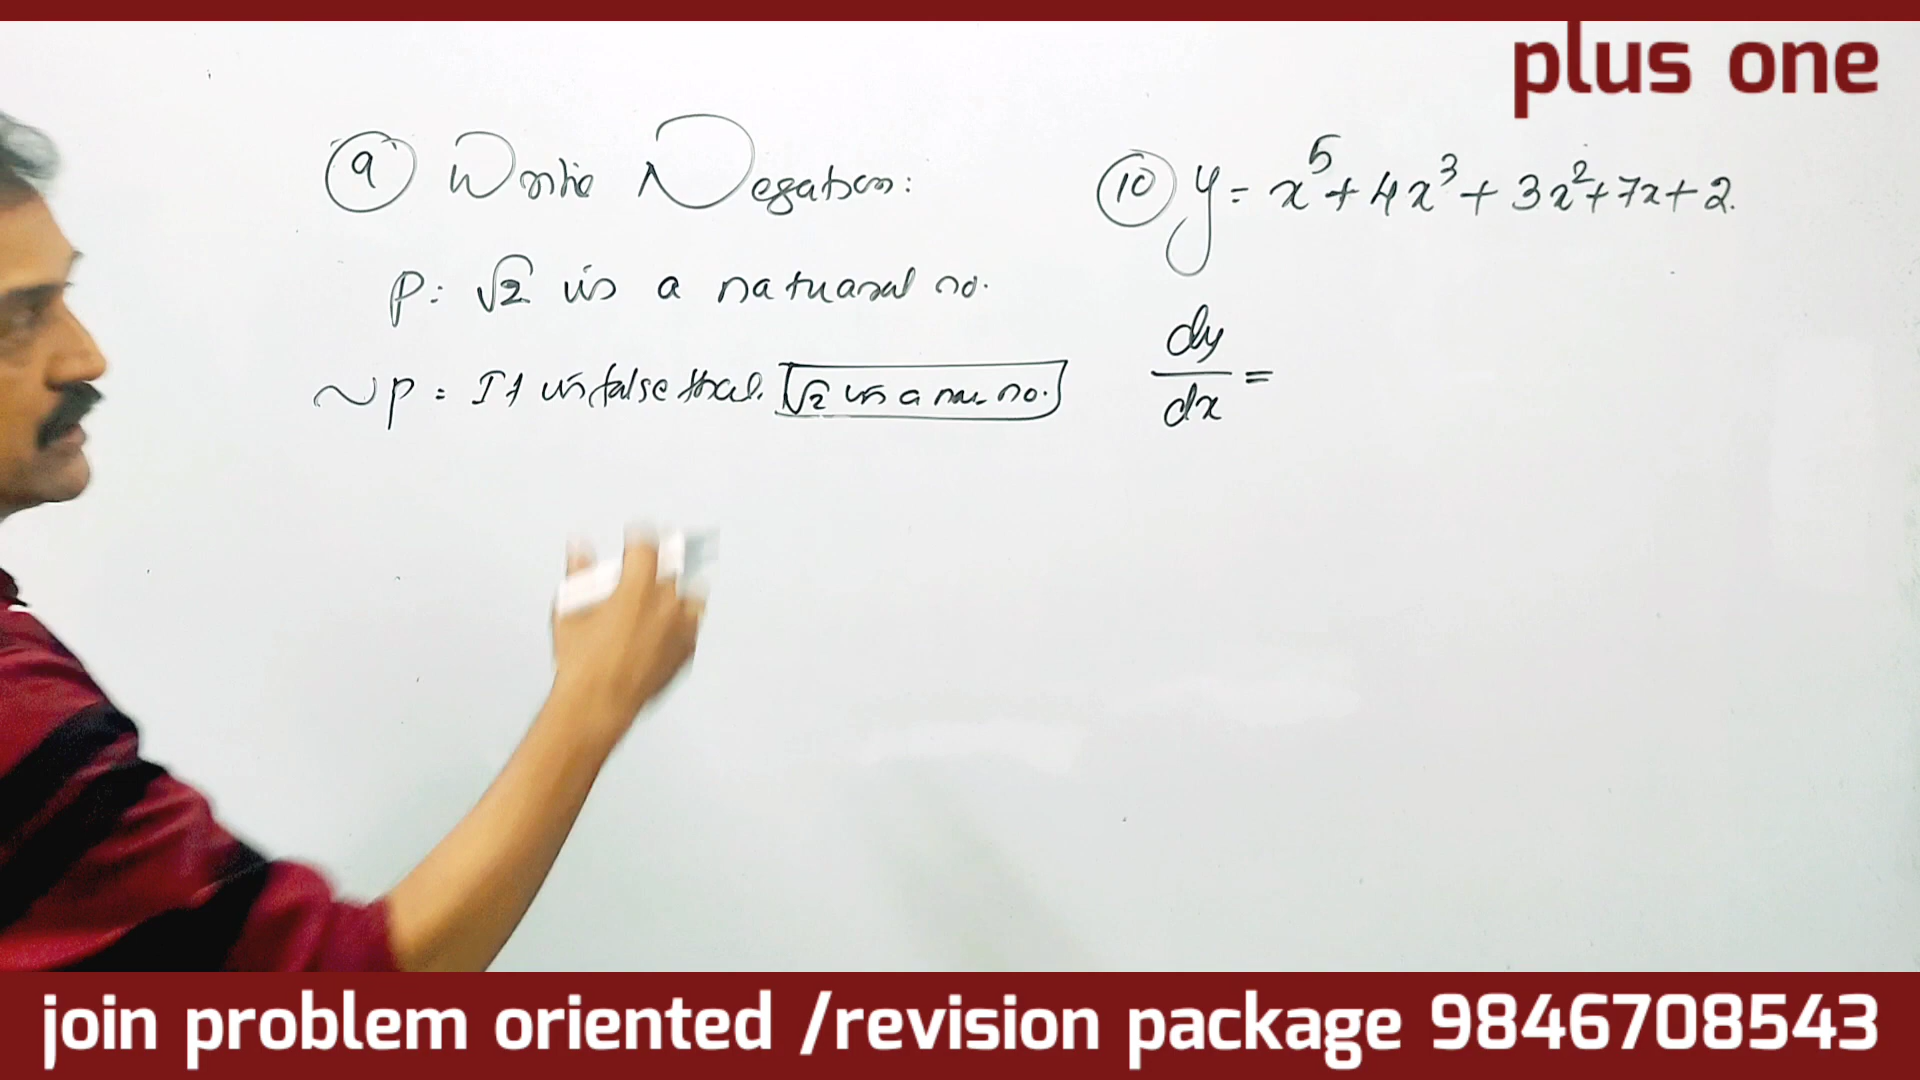 plus one
9 Write Negation:
p: √2 is a natural no.
~p = It is false that √2 is a na no.
10 y = x⁵ + 4x³ + 3x² + 7x + 2.
dy/dx =
join problem oriented /revision package 9846708543